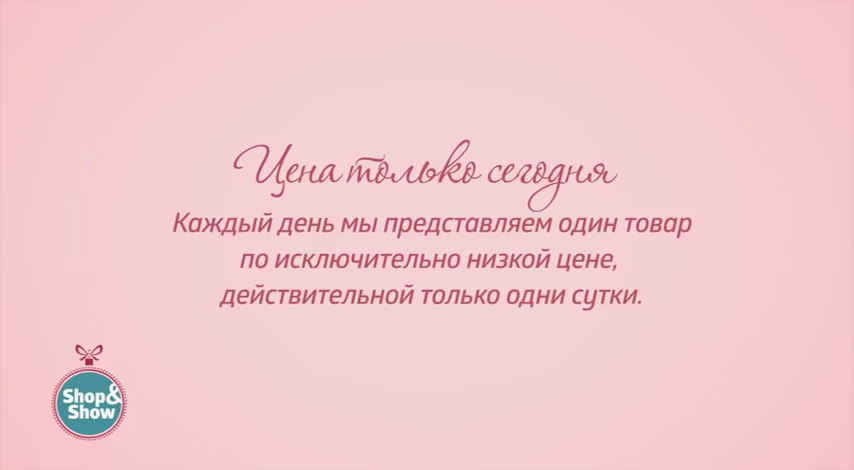 Цена только сегодня
Каждый день мы представляем один товар
по исключительно низкой цене,
действительной только одни сутки.
Shop&
Show